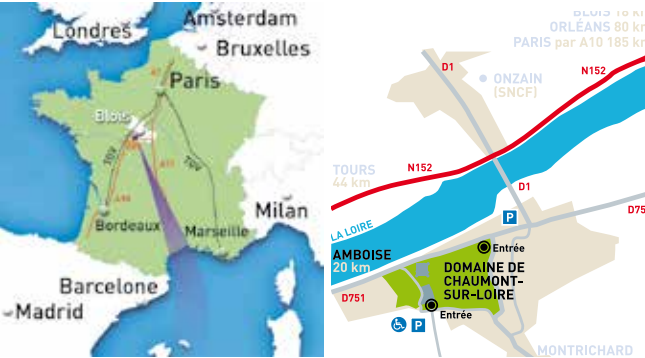 Amsterdam
Londres
Bruxelles
Paris
Blois
TGV
TGV
Bordeaux
Marseille
Milan
Barcelone
Madrid
BLOIS 18 km
ORLÉANS 80 km
PARIS par A10 185 km
D1
N152
ONZAIN
(SNCF)
TOURS
44 km
N152
D1
P
D751
LA LOIRE
AMBOISE
20 km
Entrée
DOMAINE DE
CHAUMONT-
SUR-LOIRE
D751
P
Entrée
MONTRICHARD